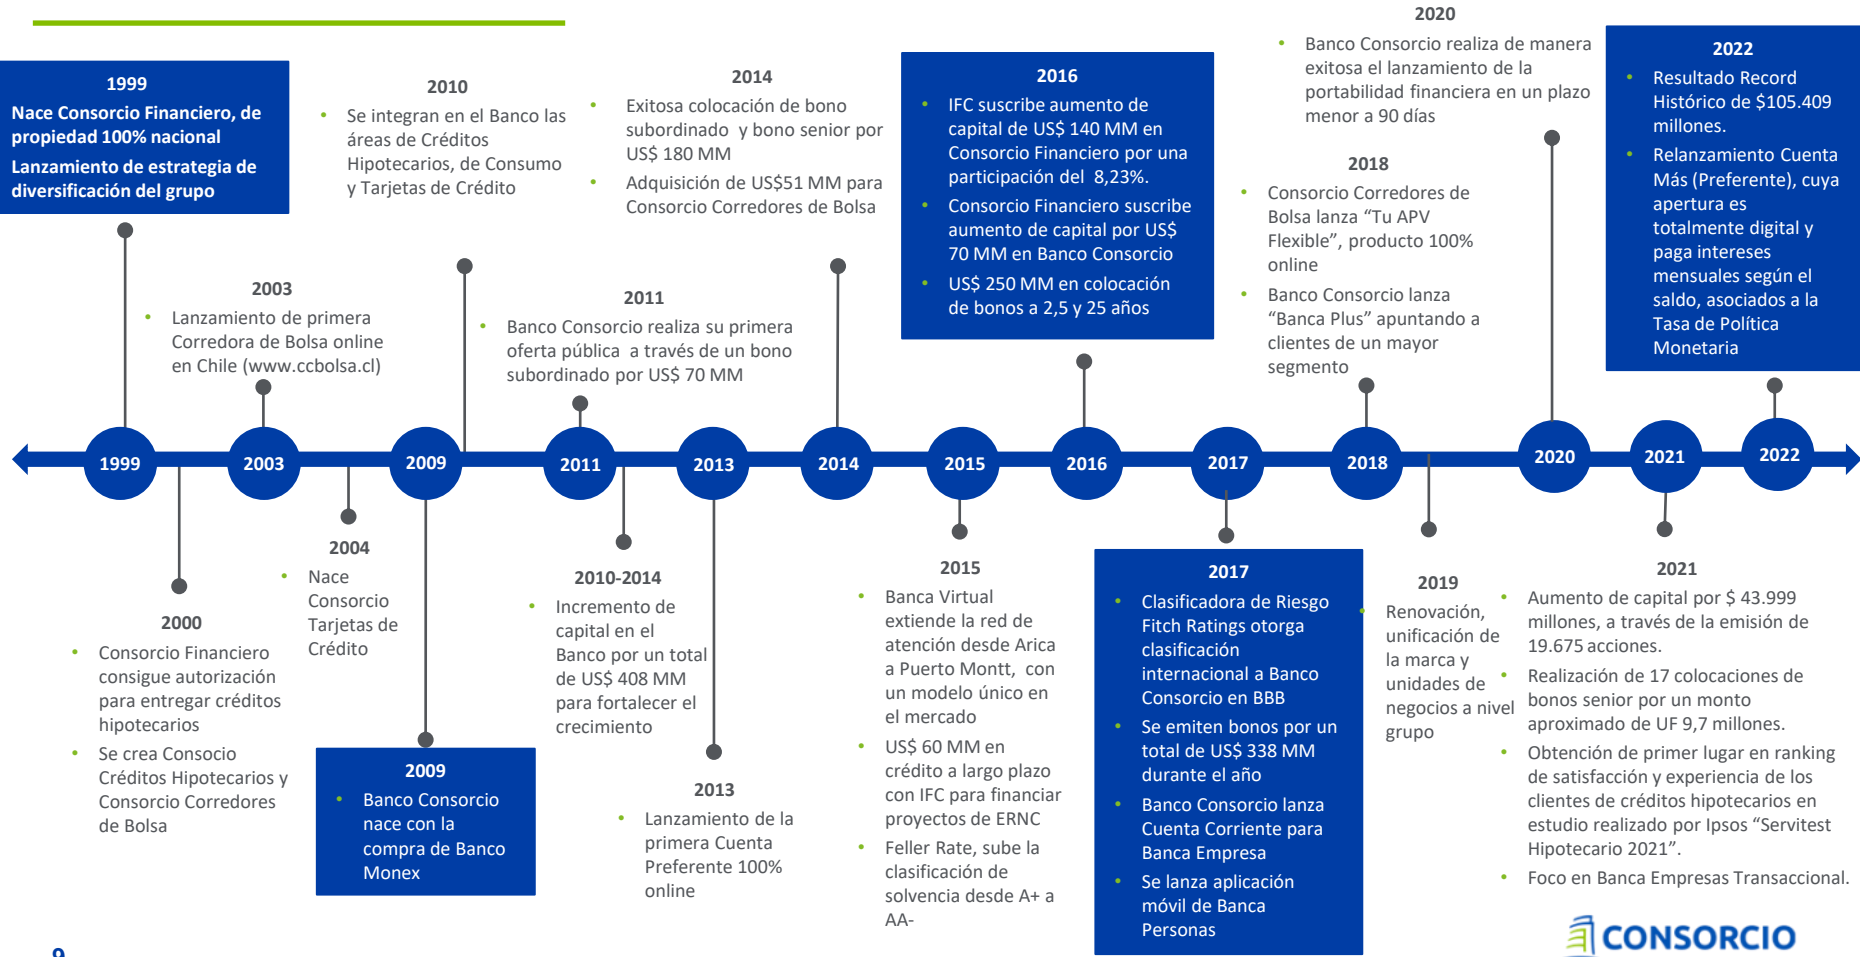 1999
Nace Consorcio Financiero, de
propiedad 100% nacional
Lanzamiento de estrategia de
diversificación del grupo
2010
• Se integran en el Banco las
áreas de Créditos
Hipotecarios, de Consumo
y Tarjetas de Crédito
2014
• Exitosa colocación de bono
subordinado y bono senior por
US$ 180 MM
• Adquisición de US$51 MM para
Consorcio Corredores de Bolsa
2016
• IFC suscribe aumento de
capital de US$ 140 MM en
Consorcio Financiero por una
participación del 8,23%.
• Consorcio Financiero suscribe
aumento de capital por US$
70 MM en Banco Consorcio
• US$ 250 MM en colocación
de bonos a 2,5 y 25 años
2020
• Banco Consorcio realiza de manera
exitosa el lanzamiento de la
portabilidad financiera en un plazo
menor a 90 días
2018
• Consorcio Corredores de
Bolsa lanza “Tu APV
Flexible”, producto 100%
online
• Banco Consorcio lanza
“Banca Plus” apuntando a
clientes de un mayor
segmento
2022
• Resultado Record
Histórico de $105.409
millones.
• Relanzamiento Cuenta
Más (Preferente), cuya
apertura es
totalmente digital y
paga intereses
mensuales según el
saldo, asociados a la
Tasa de Política
Monetaria
2003
• Lanzamiento de primera
Corredora de Bolsa online
en Chile (www.ccbolsa.cl)
2011
• Banco Consorcio realiza su primera
oferta pública a través de un bono
subordinado por US$ 70 MM
1999 2003 2009 2011 2013 2014 2015 2016 2017 2018 2020 2021 2022
2000
• Consorcio Financiero
consigue autorización
para entregar créditos
hipotecarios
• Se crea Consocio
Créditos Hipotecarios y
Consorcio Corredores
de Bolsa
2004
• Nace
Consorcio
Tarjetas de
Crédito
2009
• Banco Consorcio
nace con la
compra de Banco
Monex
2010-2014
• Incremento de
capital en el
Banco por un total
de US$ 408 MM
para fortalecer el
crecimiento
2013
• Lanzamiento de la
primera Cuenta
Preferente 100%
online
2015
• Banca Virtual
extiende la red de
atención desde Arica
a Puerto Montt, con
un modelo único en
el mercado
• US$ 60 MM en
crédito a largo plazo
con IFC para financiar
proyectos de ERNC
• Feller Rate, sube la
clasificación de
solvencia desde A+ a
AA-
2017
• Clasificadora de Riesgo
Fitch Ratings otorga
clasificación
internacional a Banco
Consorcio en BBB
• Se emiten bonos por un
total de US$ 338 MM
durante el año
• Banco Consorcio lanza
Cuenta Corriente para
Banca Empresa
• Se lanza aplicación
móvil de Banca
Personas
2019
• Renovación,
unificación de
la marca y
unidades de
negocios a nivel
grupo
2021
• Aumento de capital por $ 43.999
millones, a través de la emisión de
19.675 acciones.
• Realización de 17 colocaciones de
bonos senior por un monto
aproximado de UF 9,7 millones.
• Obtención de primer lugar en ranking
de satisfacción y experiencia de los
clientes de créditos hipotecarios en
estudio realizado por Ipsos “Servitest
Hipotecario 2021”.
• Foco en Banca Empresas Transaccional.
9
CONSORCIO